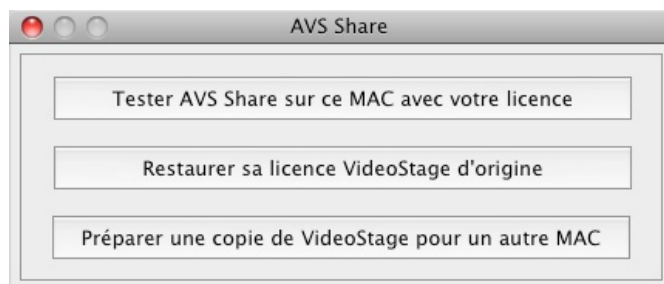 AVS Share
Tester AVS Share sur ce MAC avec votre licence
Restaurer sa licence VideoStage d'origine
Préparer une copie de VideoStage pour un autre MAC